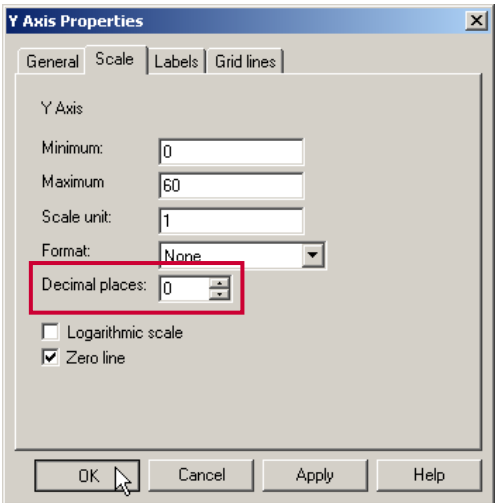 Y Axis Properties
General Scale Labels Grid lines
Y Axis
Minimum: 0
Maximum 60
Scale unit: 1
Format: None
Decimal places: 0
Logarithmic scale
Zero line
OK Cancel Apply Help